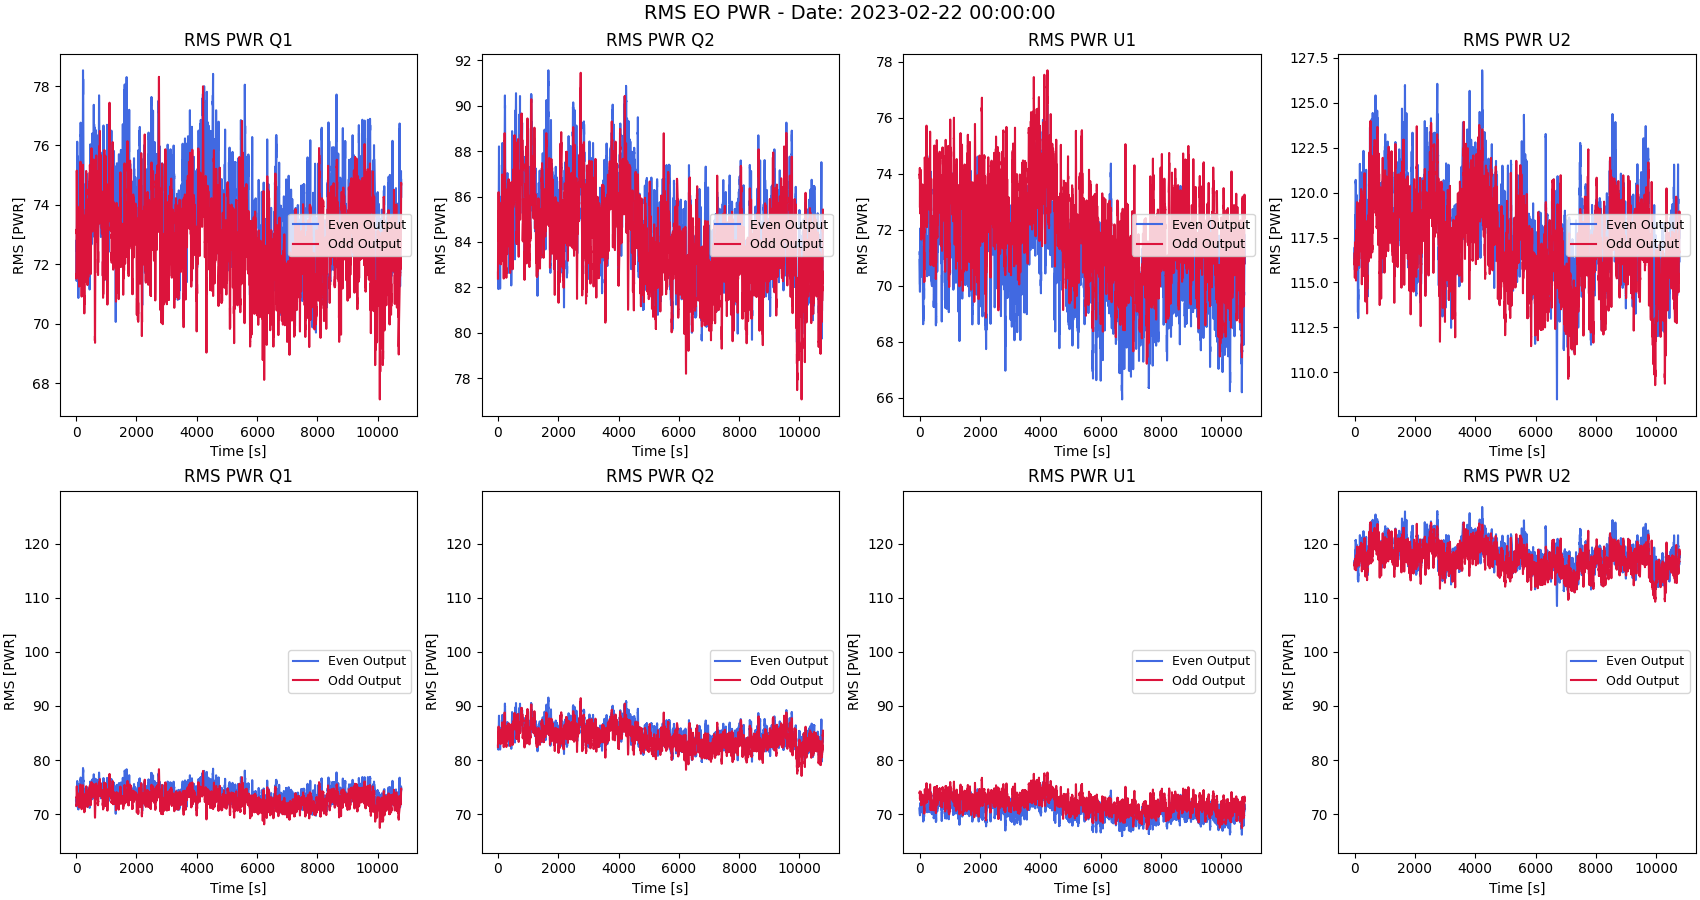 RMS EO PWR - Date: 2023-02-22 00:00:00
RMS PWR Q1
RMS [PWR]
78
76
74
72
70
68
0 2000 4000 6000 8000 10000
Time [s]
Even Output
Odd Output
RMS PWR Q2
RMS [PWR]
92
90
88
86
84
82
80
78
0 2000 4000 6000 8000 10000
Time [s]
Even Output
Odd Output
RMS PWR U1
RMS [PWR]
78
76
74
72
70
68
66
0 2000 4000 6000 8000 10000
Time [s]
Even Output
Odd Output
RMS PWR U2
RMS [PWR]
127.5
125.0
122.5
120.0
117.5
115.0
112.5
110.0
0 2000 4000 6000 8000 10000
Time [s]
Even Output
Odd Output
RMS PWR Q1
RMS [PWR]
120
110
100
90
80
70
0 2000 4000 6000 8000 10000
Time [s]
Even Output
Odd Output
RMS PWR Q2
RMS [PWR]
120
110
100
90
80
70
0 2000 4000 6000 8000 10000
Time [s]
Even Output
Odd Output
RMS PWR U1
RMS [PWR]
120
110
100
90
80
70
0 2000 4000 6000 8000 10000
Time [s]
Even Output
Odd Output
RMS PWR U2
RMS [PWR]
120
110
100
90
80
70
0 2000 4000 6000 8000 10000
Time [s]
Even Output
Odd Output